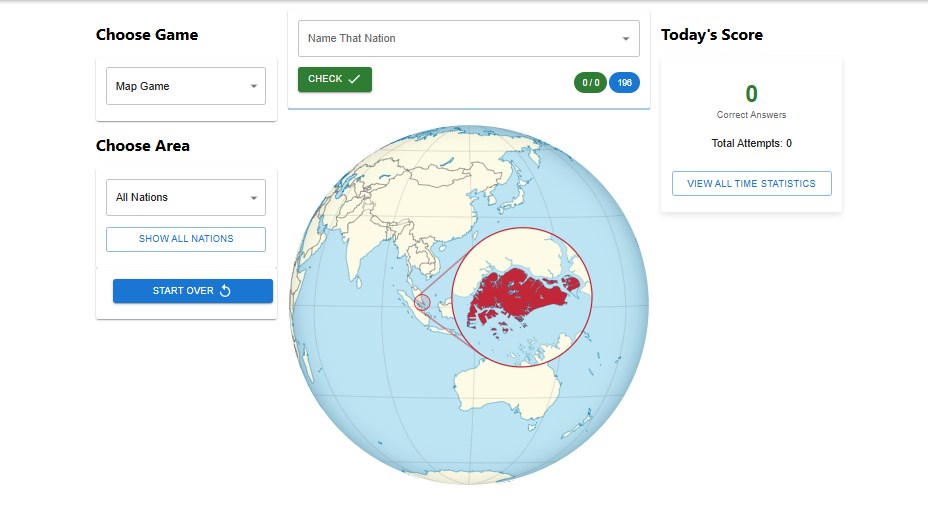 Choose Game
Map Game
Choose Area
All Nations
SHOW ALL NATIONS
START OVER
Name That Nation
CHECK
0 / 0
196
Today's Score
0
Correct Answers
Total Attempts: 0
VIEW ALL TIME STATISTICS